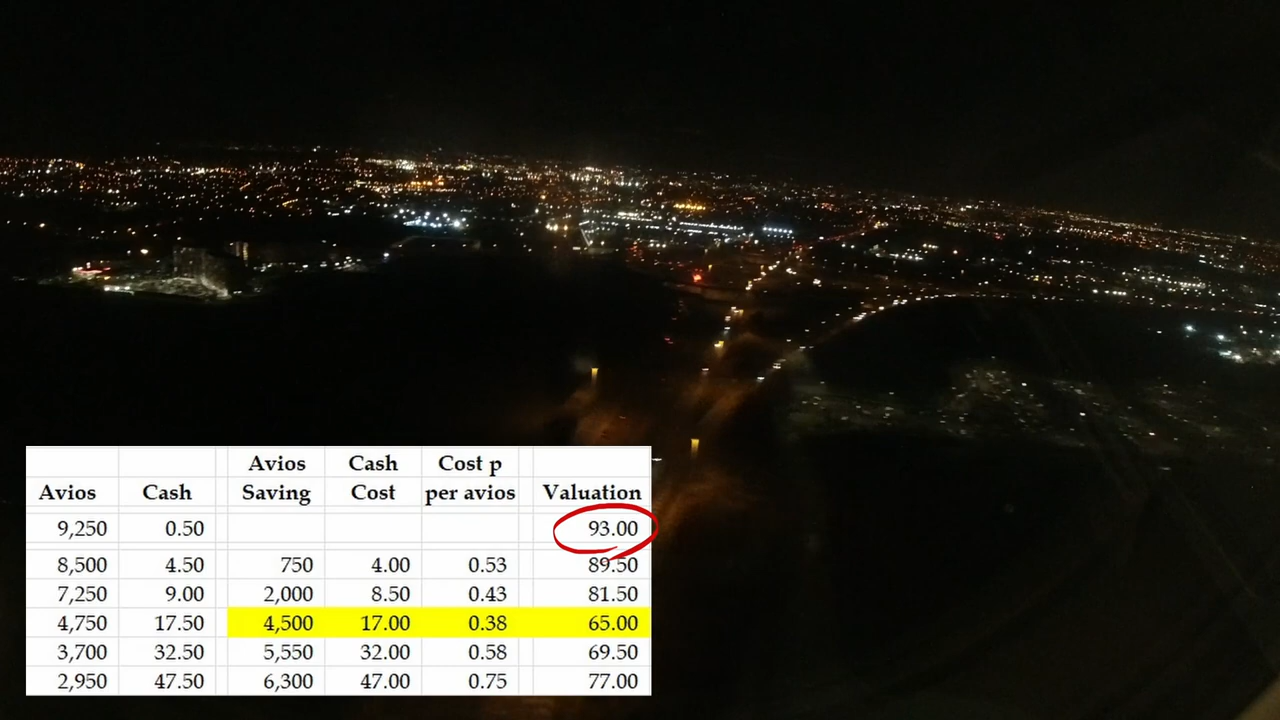 Avios Cash Cost p
Avios Cash Saving Cost per avios Valuation
9,250 0.50 93.00
8,500 4.50 750 4.00 0.53 89.50
7,250 9.00 2,000 8.50 0.43 81.50
4,750 17.50 4,500 17.00 0.38 65.00
3,700 32.50 5,550 32.00 0.58 69.50
2,950 47.50 6,300 47.00 0.75 77.00